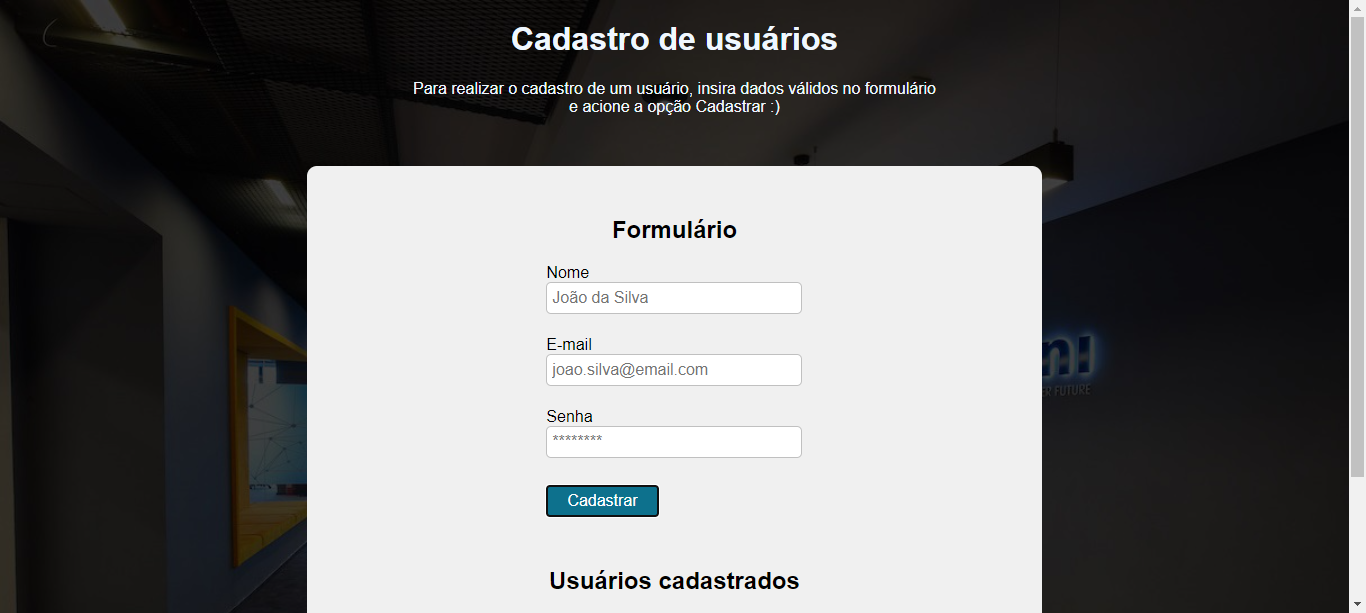 Cadastro de usuários
Para realizar o cadastro de um usuário, insira dados válidos no formulário
e acione a opção Cadastrar :)
Formulário
Nome
João da Silva
E-mail
joao.silva@email.com
Senha
********
Cadastrar
Usuários cadastrados